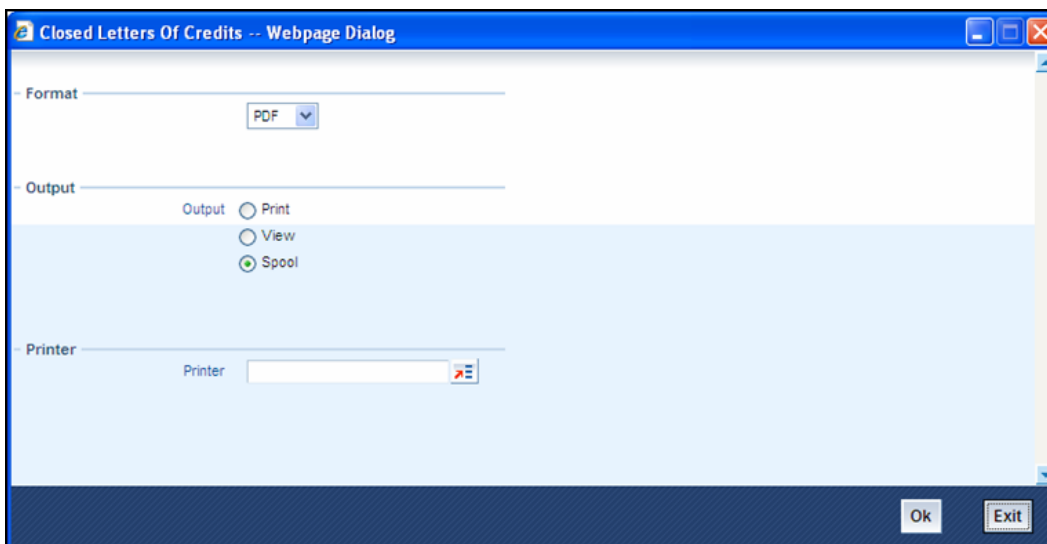 Closed Letters Of Credits -- Webpage Dialog
Format
PDF
Output
Output Print
View
Spool
Printer
Printer
Ok Exit